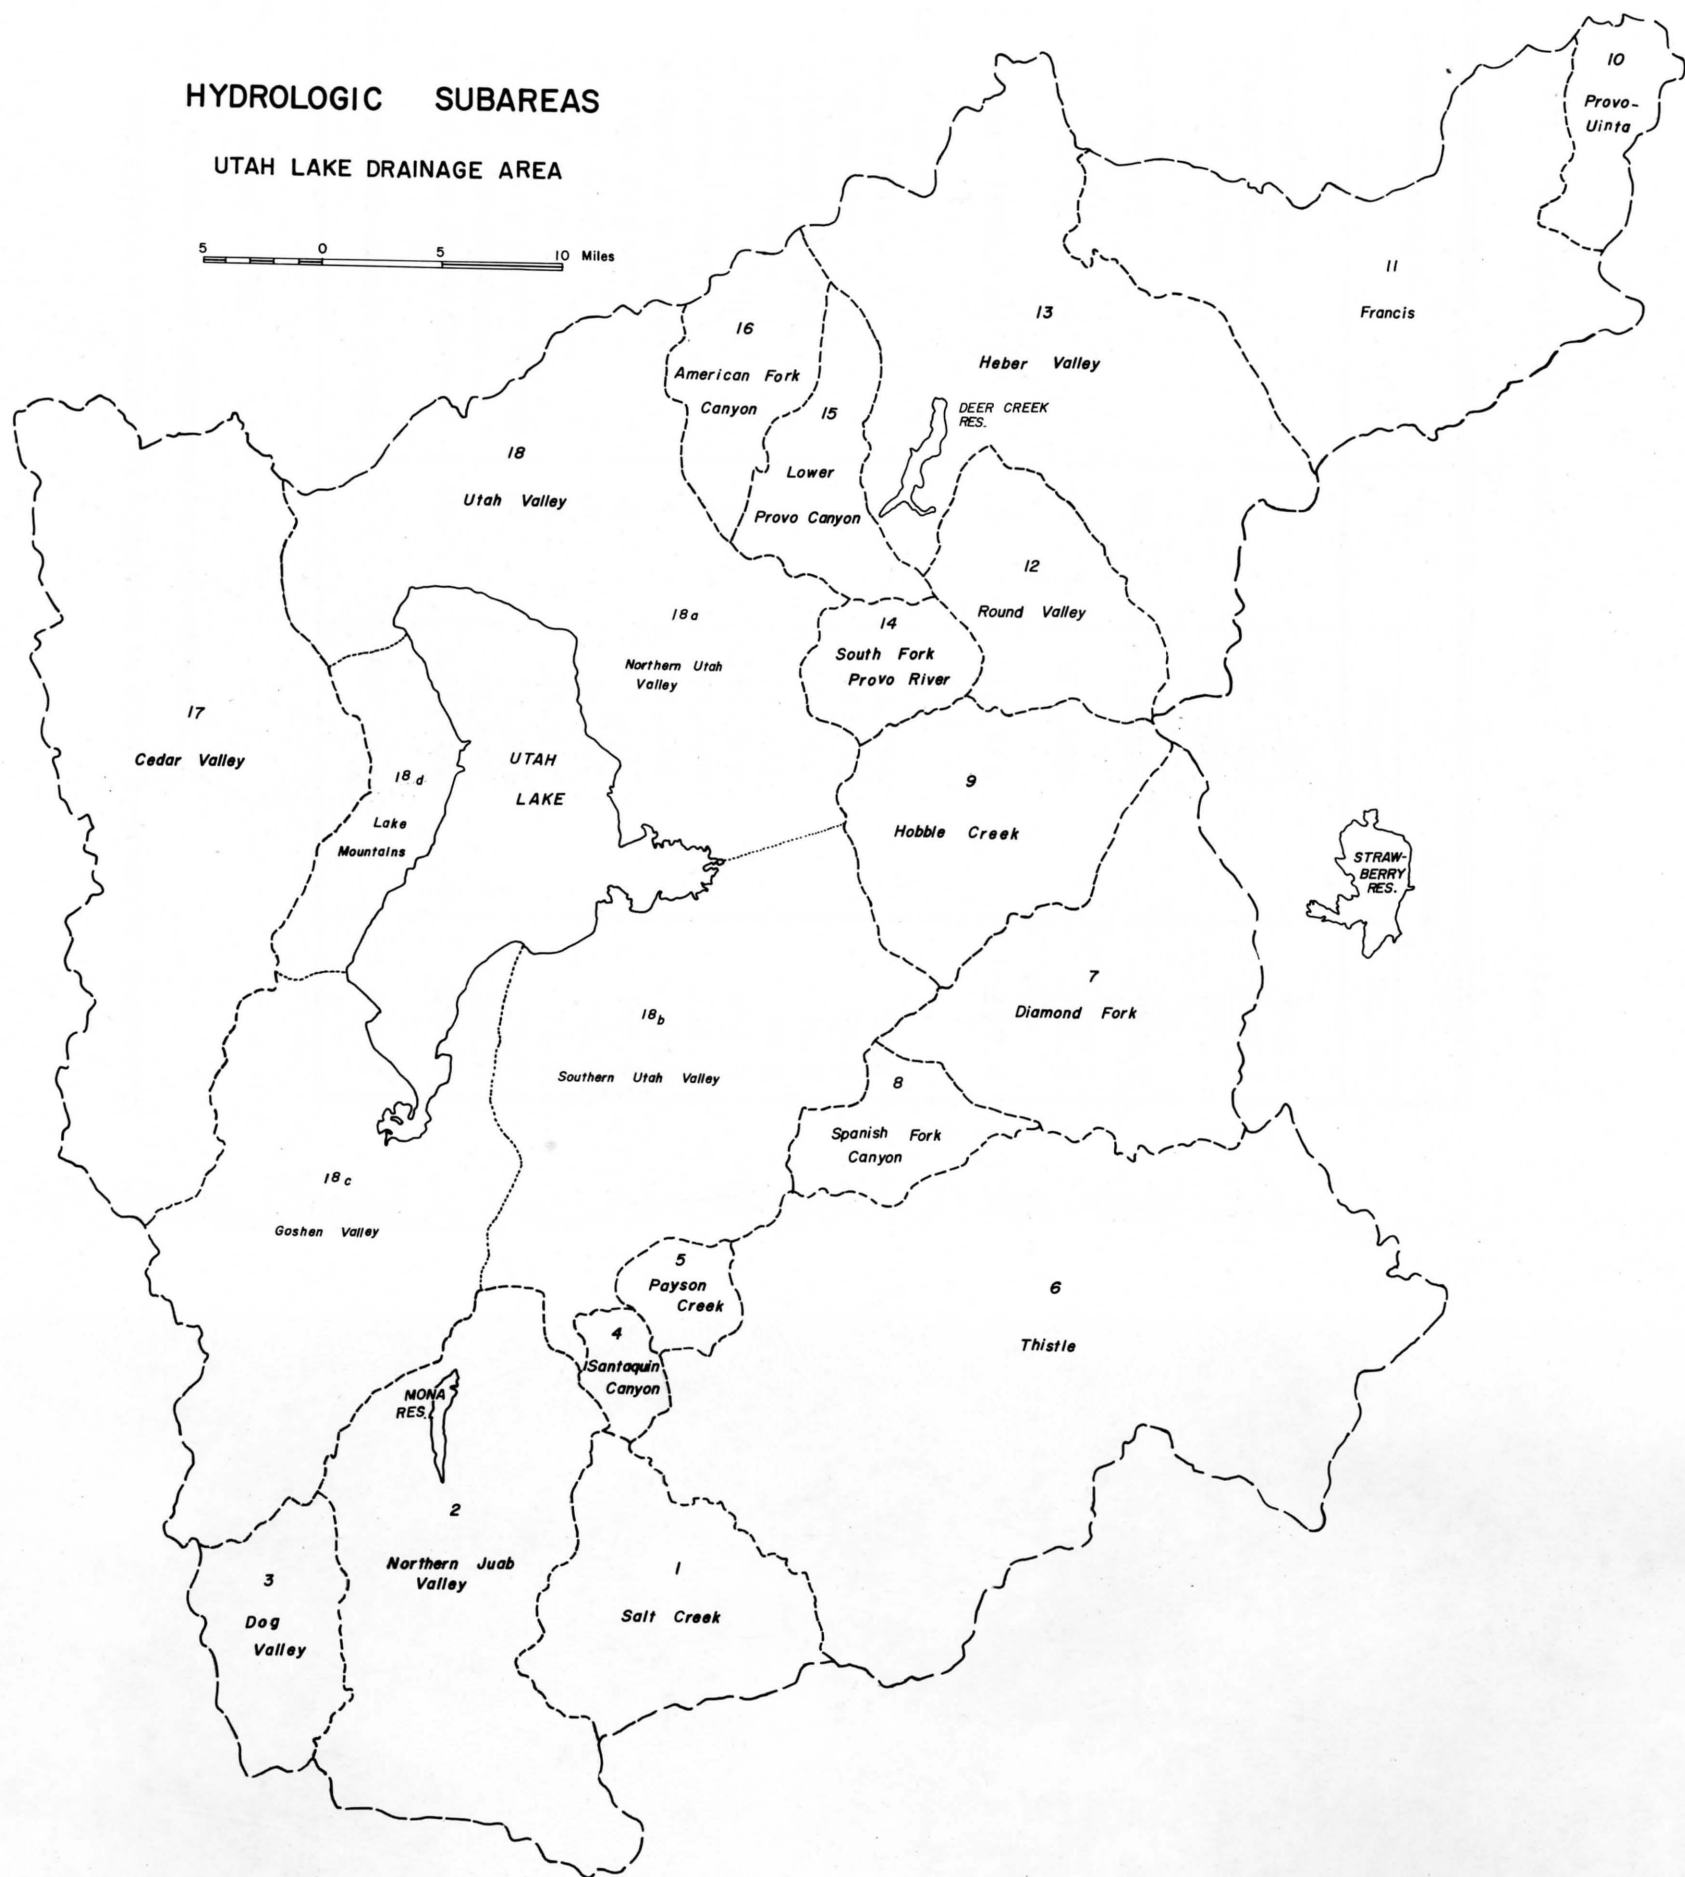 HYDROLOGIC SUBAREAS
UTAH LAKE DRAINAGE AREA
5 0 5 10 Miles
10
Provo-
Uinta
11
Francis
13
Heber Valley
16
American Fork
Canyon
15
Lower
Provo Canyon
DEER CREEK
RES.
18
Utah Valley
12
Round Valley
18a
Northern Utah
Valley
14
South Fork
Provo River
17
Cedar Valley
18d
Lake
Mountains
UTAH
LAKE
9
Hobble Creek
STRAW-
BERRY
RES.
7
Diamond Fork
18b
Southern Utah Valley
8
Spanish Fork
Canyon
18c
Goshen Valley
5
Payson
Creek
6
Thistle
4
Santaquin
Canyon
MONA
RES.
2
Northern Juab
Valley
3
Dog
Valley
1
Salt Creek